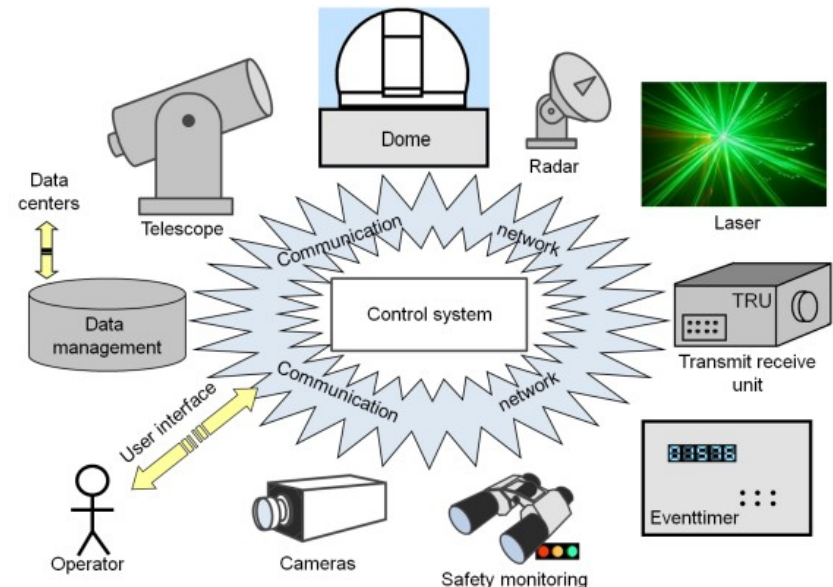 Dome
Radar
Data
centers
Telescope
Laser
Communication
network
TRU
Control system
Data
management
Transmit receive
unit
Communication
network
User interface
Eventtimer
Operator
Cameras
Safety monitoring